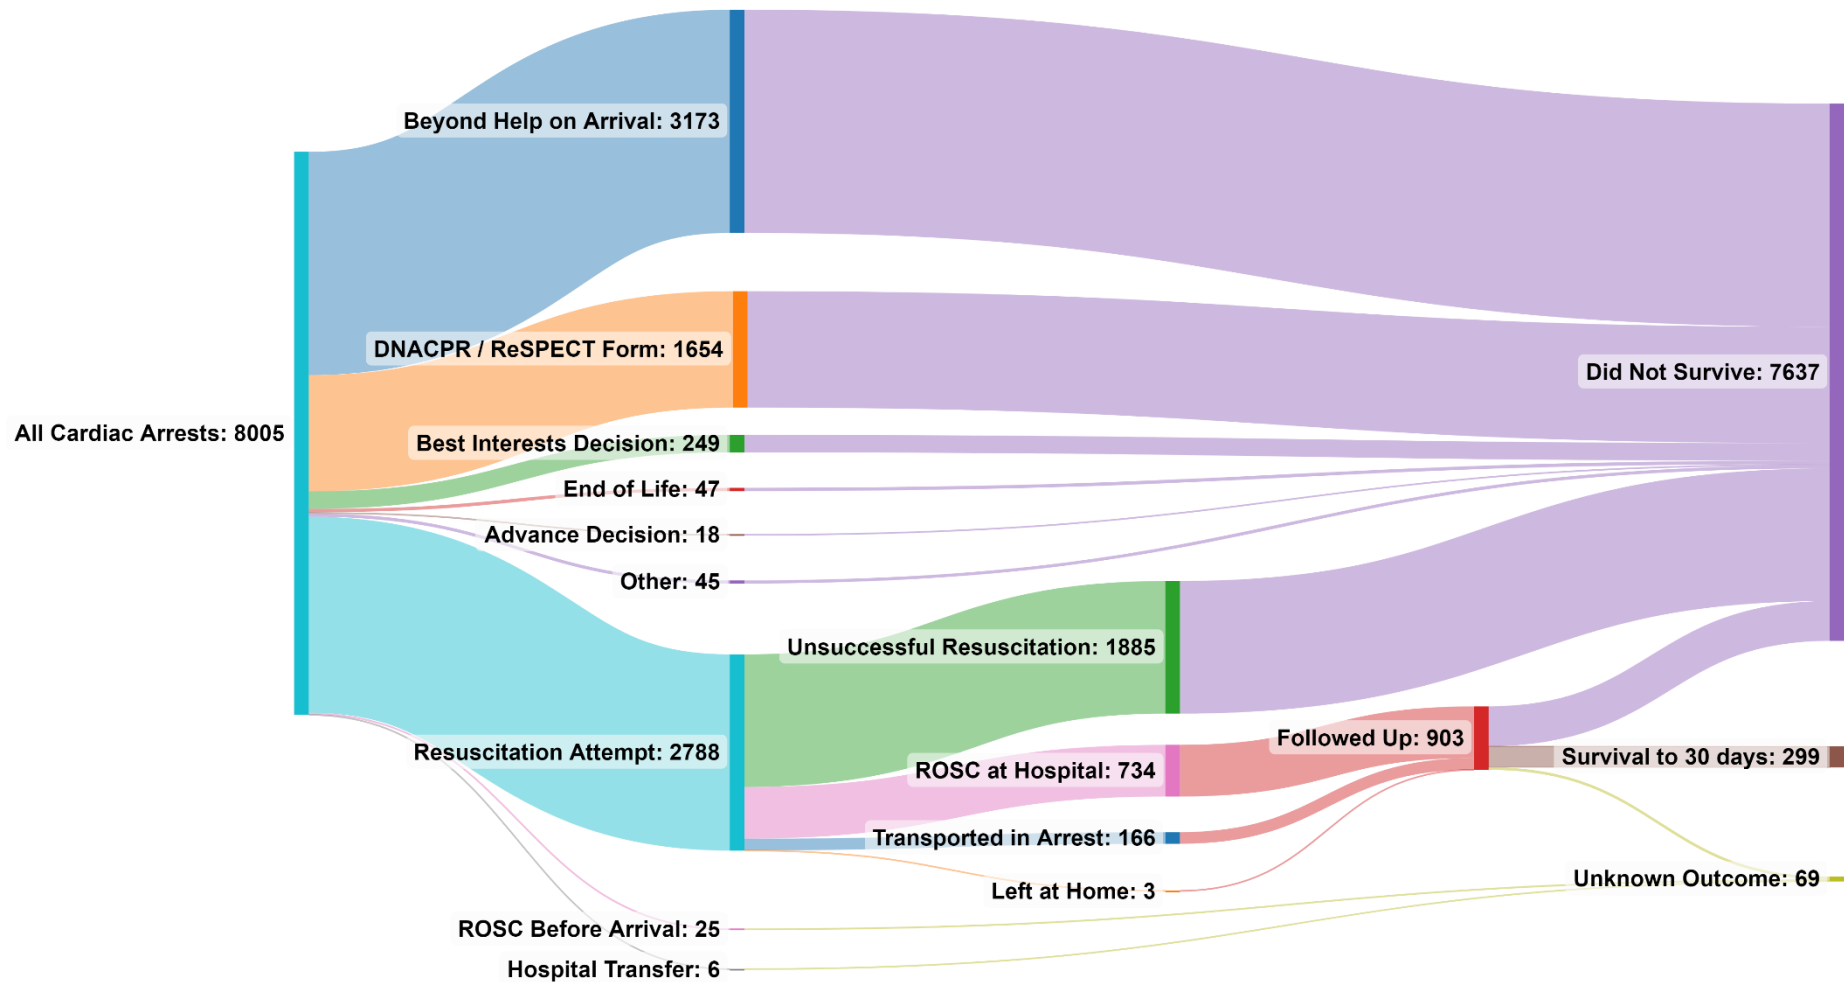 Beyond Help on Arrival: 3173
DNACPR / ReSPECT Form: 1654
Did Not Survive: 7637
All Cardiac Arrests: 8005
Best Interests Decision: 249
End of Life: 47
Advance Decision: 18
Other: 45
Unsuccessful Resuscitation: 1885
Followed Up: 903
Resuscitation Attempt: 2788
Survival to 30 days: 299
ROSC at Hospital: 734
Transported in Arrest: 166
Unknown Outcome: 69
Left at Home: 3
ROSC Before Arrival: 25
Hospital Transfer: 6